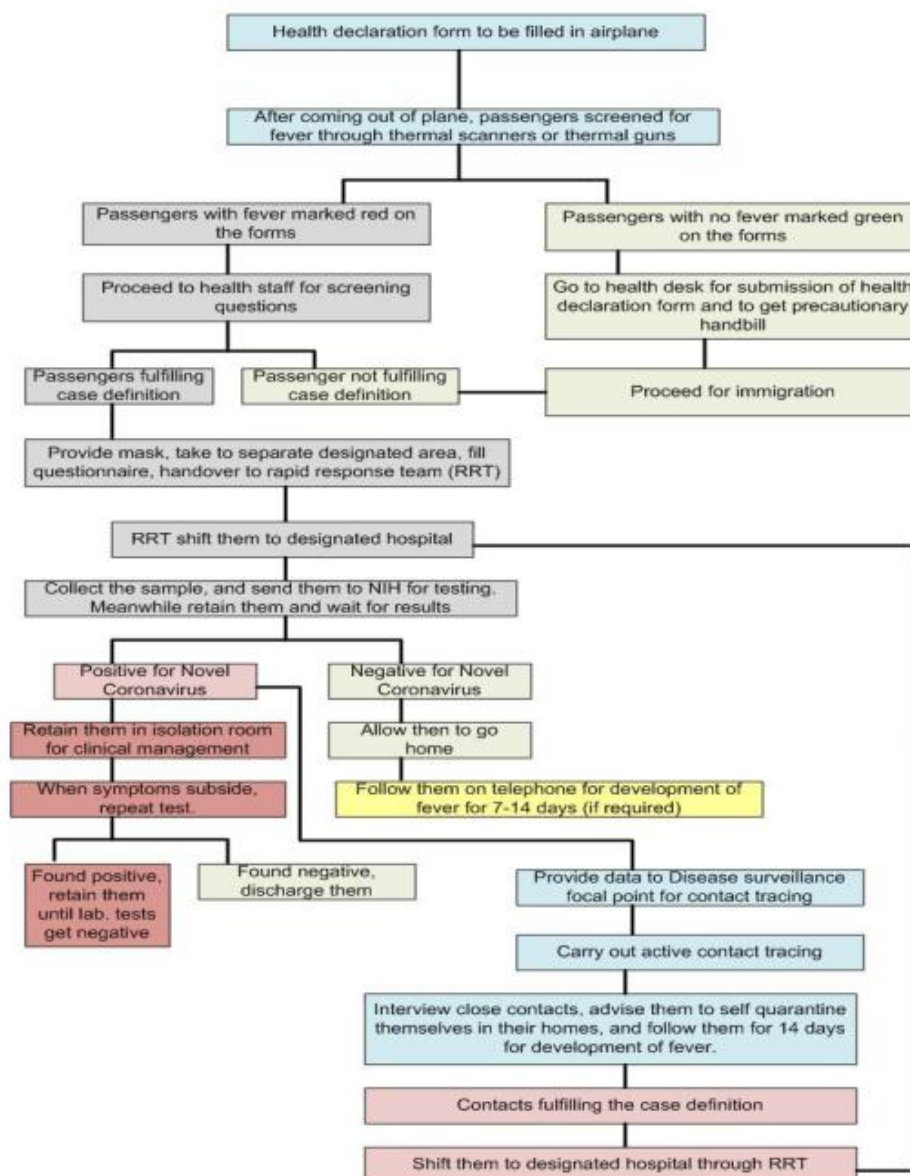 Health declaration form to be filled in airplane
After coming out of plane, passengers screened for
fever through thermal scanners or thermal guns
Passengers with fever marked red on
the forms
Passengers with no fever marked green
on the forms
Proceed to health staff for screening
questions
Go to health desk for submission of health
declaration form and to get precautionary
handbill
Passengers fulfilling
case definition
Passenger not fulfilling
case definition
Proceed for immigration
Provide mask, take to separate designated area, fill
questionnaire, handover to rapid response team (RRT)
RRT shift them to designated hospital
Collect the sample, and send them to NIH for testing.
Meanwhile retain them and wait for results
Positive for Novel
Coronavirus
Negative for Novel
Coronavirus
Retain them in isolation room
for clinical management
Allow then to go
home
When symptoms subside,
repeat test.
Follow them on telephone for development of
fever for 7-14 days (if required)
Found positive,
retain them
until lab. tests
get negative
Found negative,
discharge them
Provide data to Disease surveillance
focal point for contact tracing
Carry out active contact tracing
Interview close contacts, advise them to self quarantine
themselves in their homes, and follow them for 14 days
for development of fever.
Contacts fulfilling the case definition
Shift them to designated hospital through RRT